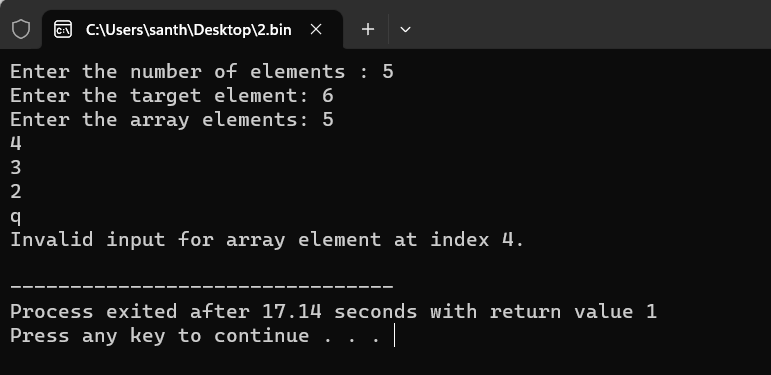 C:\Users\santh\Desktop\2.bin
Enter the number of elements : 5
Enter the target element: 6
Enter the array elements: 5
4
3
2
q
Invalid input for array element at index 4.
--------------------------------
Process exited after 17.14 seconds with return value 1
Press any key to continue . . .